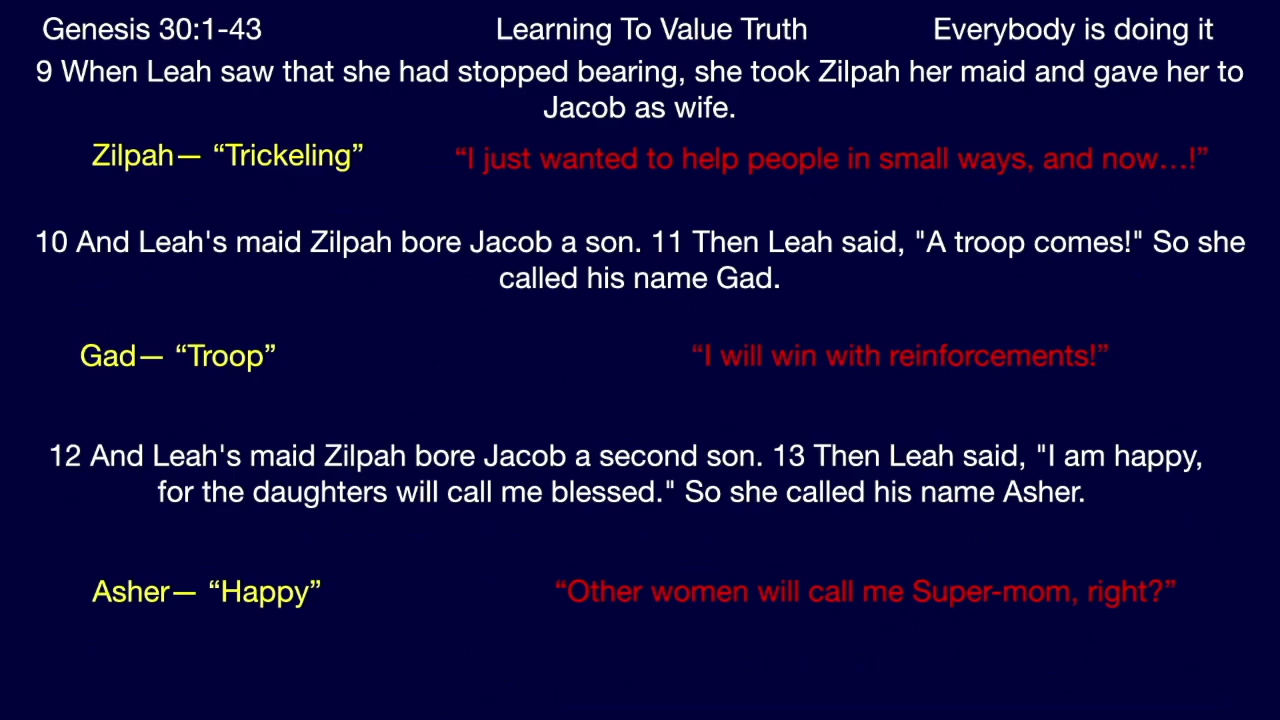 Genesis 30:1-43 Learning To Value Truth Everybody is doing it
9 When Leah saw that she had stopped bearing, she took Zilpah her maid and gave her to
Jacob as wife.
Zilpah— “Trickeling” “I just wanted to help people in small ways, and now…!”
10 And Leah's maid Zilpah bore Jacob a son. 11 Then Leah said, "A troop comes!" So she
called his name Gad.
Gad— “Troop” “I will win with reinforcements!”
12 And Leah's maid Zilpah bore Jacob a second son. 13 Then Leah said, "I am happy,
for the daughters will call me blessed." So she called his name Asher.
Asher— “Happy” “Other women will call me Super-mom, right?”